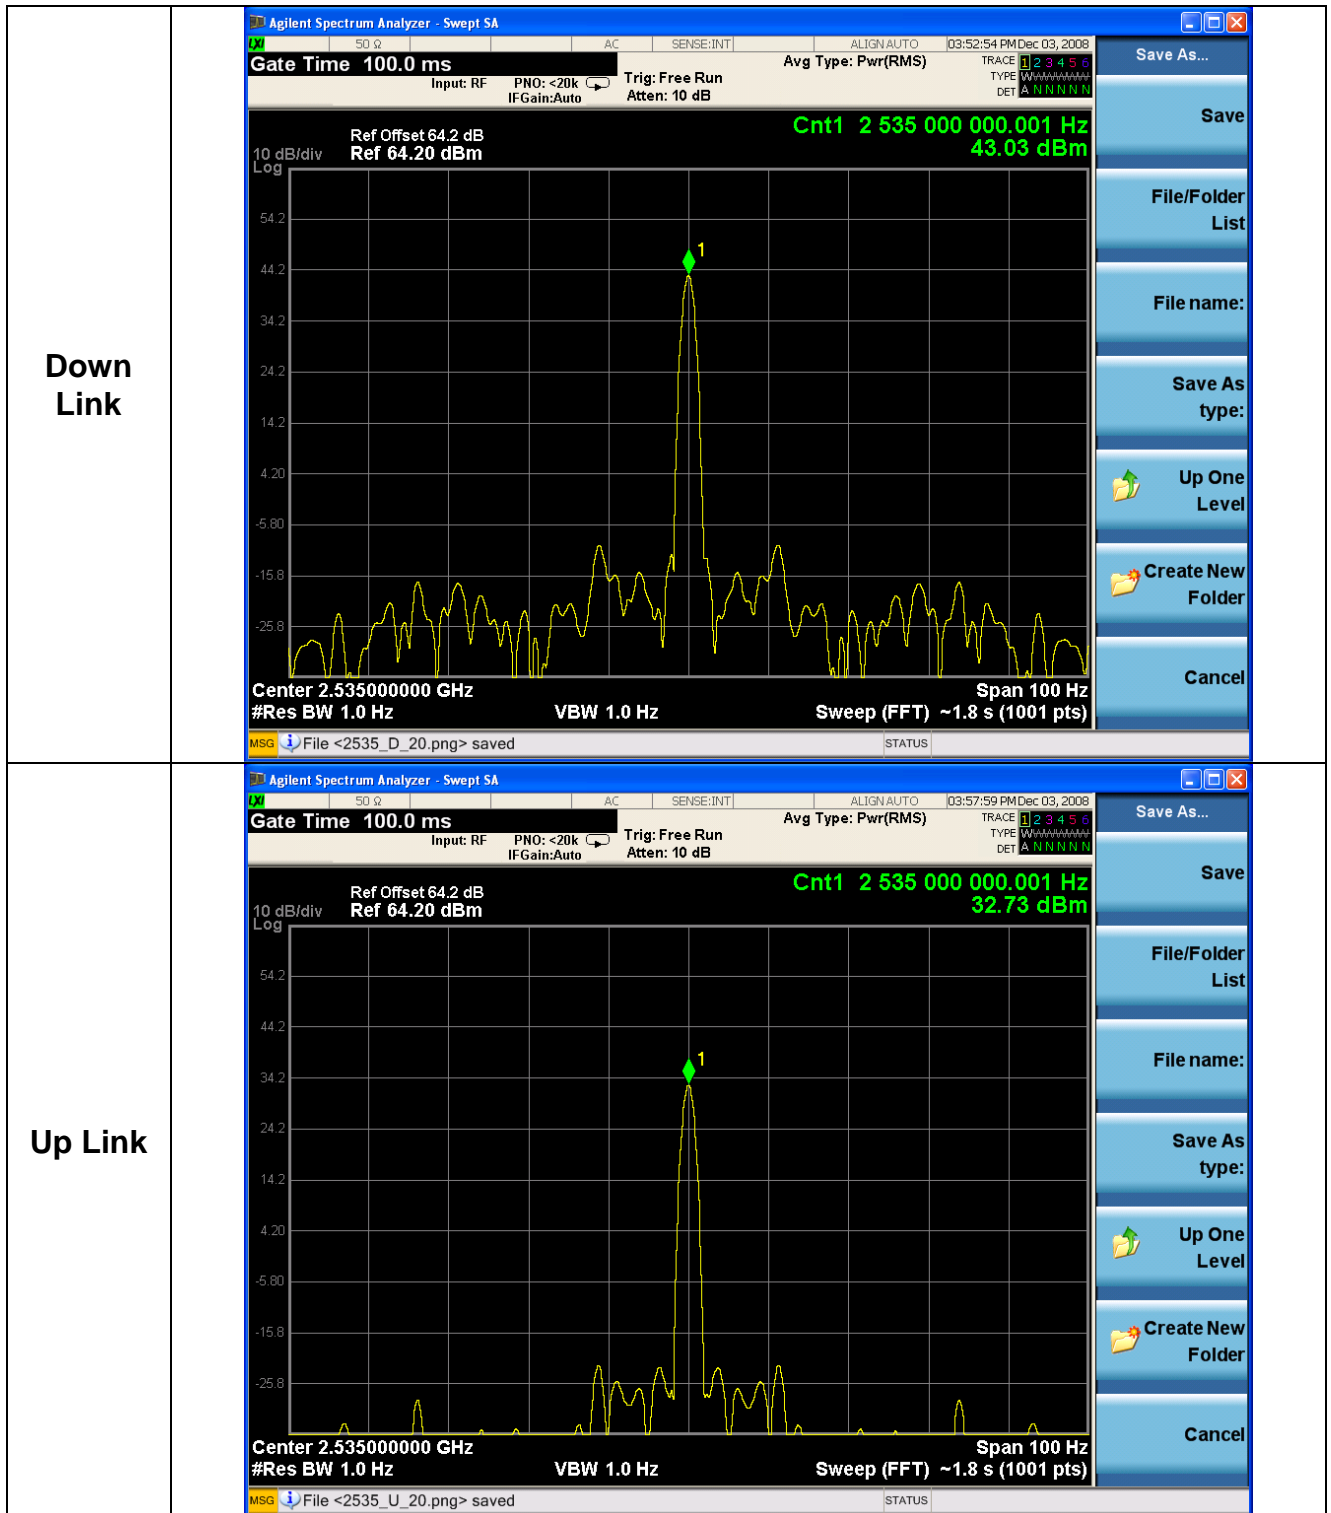 Down
Link
Agilent Spectrum Analyzer - Swept SA
LXI 50 Ω AC SENSE:INT ALIGN AUTO 03:52:54 PM Dec 03, 2008
Gate Time 100.0 ms
Input: RF PNO: <20k
IFGain:Auto
Trig: Free Run
Atten: 10 dB
Avg Type: Pwr(RMS)
TRACE 1 2 3 4 5 6
TYPE
DET A N N N N N
Cnt1 2 535 000 000.001 Hz
43.03 dBm
Ref Offset 64.2 dB
10 dB/div Ref 64.20 dBm
Log
54.2
44.2
34.2
24.2
14.2
4.20
-5.80
-15.8
-25.8
1
Center 2.535000000 GHz Span 100 Hz
#Res BW 1.0 Hz VBW 1.0 Hz Sweep (FFT) ~1.8 s (1001 pts)
MSG File <2535_D_20.png> saved STATUS
Save As...
Save
File/Folder
List
File name:
Save As
type:
Up One
Level
Create New
Folder
Cancel
Up Link
Agilent Spectrum Analyzer - Swept SA
LXI 50 Ω AC SENSE:INT ALIGN AUTO 03:57:59 PM Dec 03, 2008
Gate Time 100.0 ms
Input: RF PNO: <20k
IFGain:Auto
Trig: Free Run
Atten: 10 dB
Avg Type: Pwr(RMS)
TRACE 1 2 3 4 5 6
TYPE
DET A N N N N N
Cnt1 2 535 000 000.001 Hz
32.73 dBm
Ref Offset 64.2 dB
10 dB/div Ref 64.20 dBm
Log
54.2
44.2
34.2
24.2
14.2
4.20
-5.80
-15.8
-25.8
1
Center 2.535000000 GHz Span 100 Hz
#Res BW 1.0 Hz VBW 1.0 Hz Sweep (FFT) ~1.8 s (1001 pts)
MSG File <2535_U_20.png> saved STATUS
Save As...
Save
File/Folder
List
File name:
Save As
type:
Up One
Level
Create New
Folder
Cancel